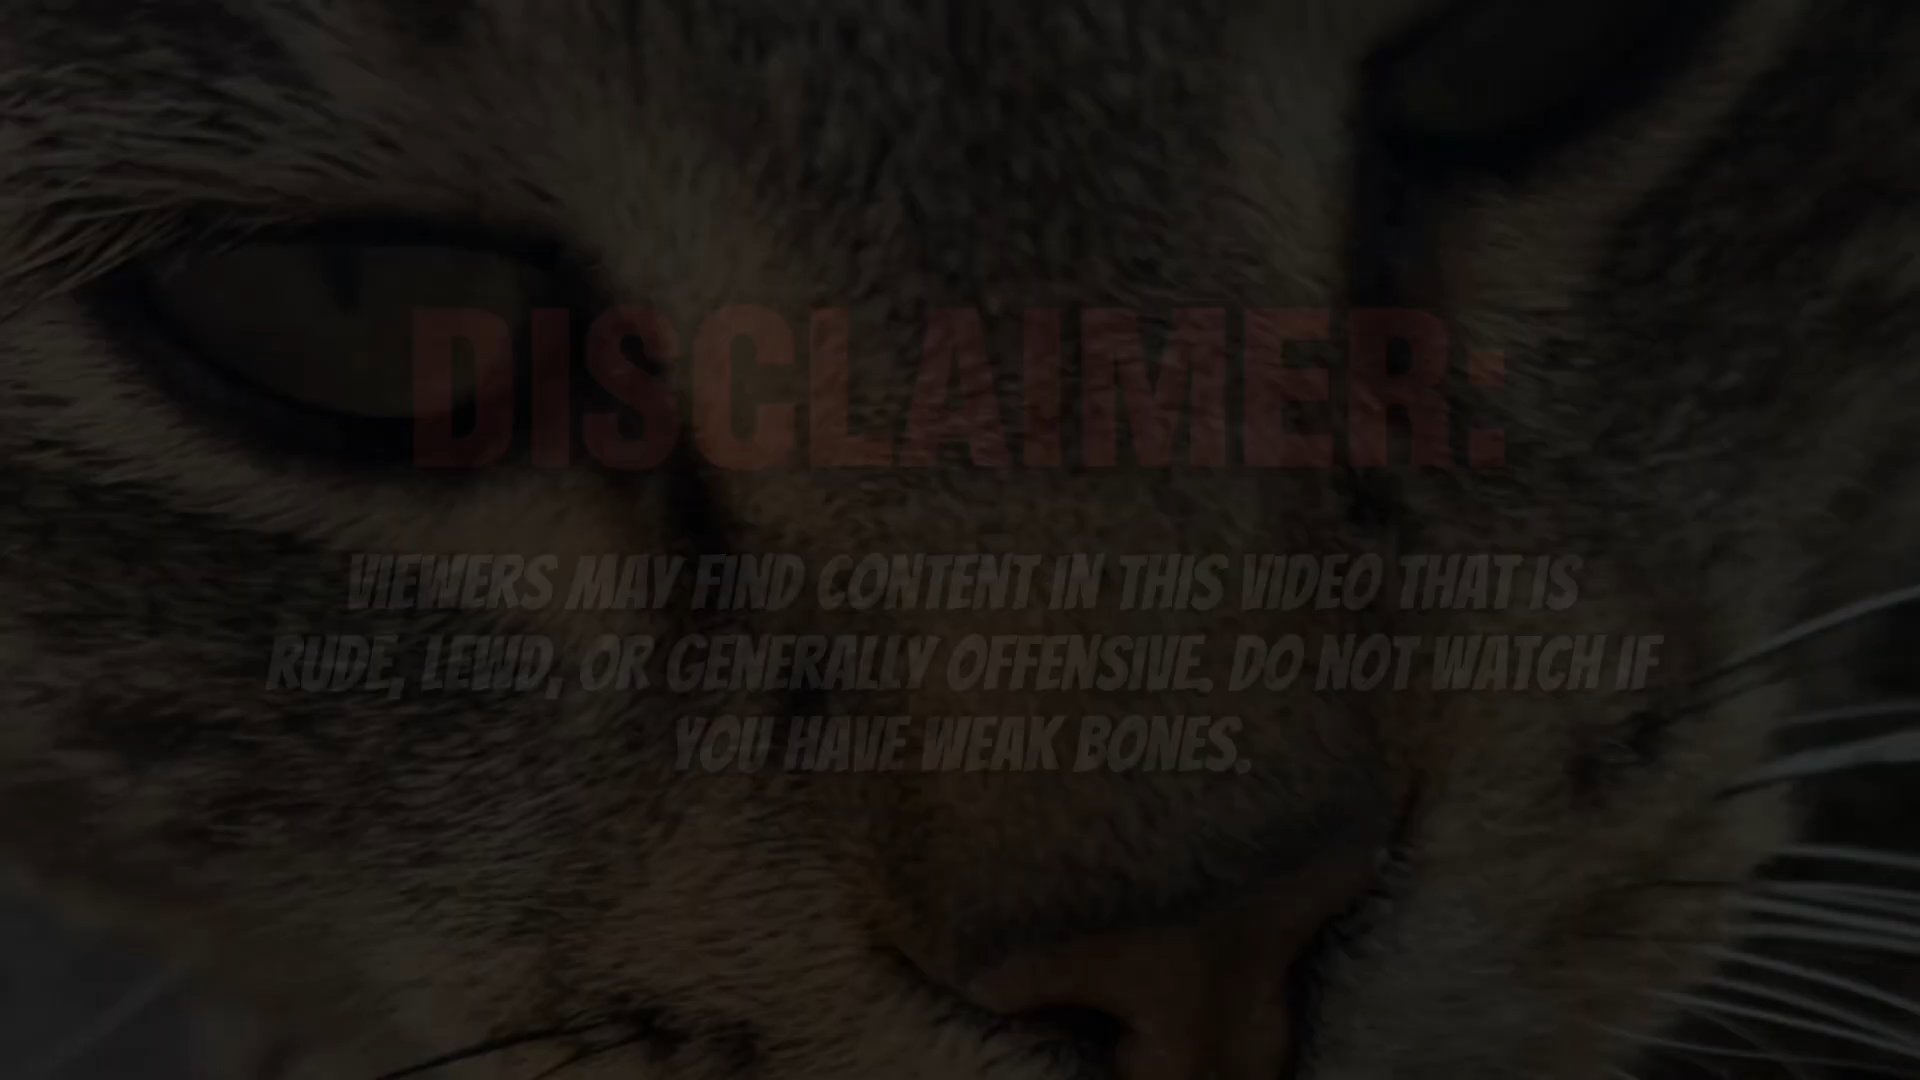 DISCLAIMER:
VIEWERS MAY FIND CONTENT IN THIS VIDEO THAT IS
RUDE, LEWD, OR GENERALLY OFFENSIVE. DO NOT WATCH IF
YOU HAVE WEAK BONES.